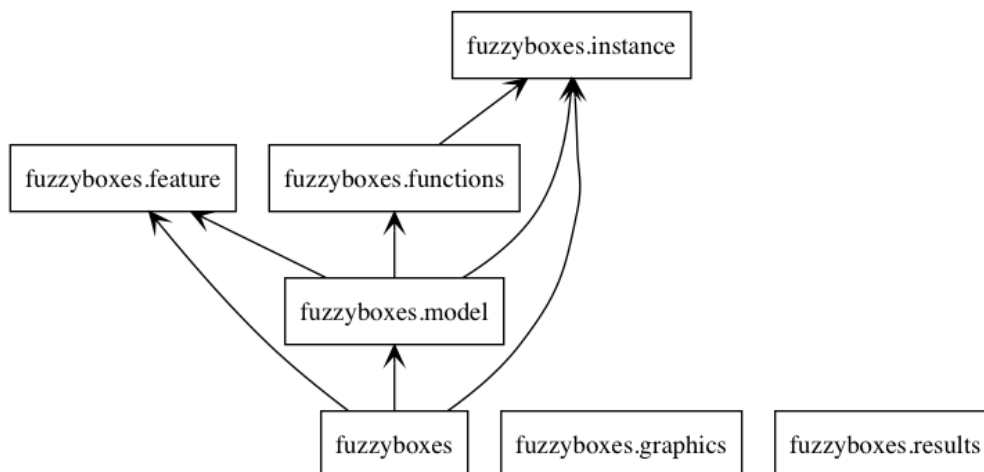 fuzzyboxes.instance
fuzzyboxes.feature
fuzzyboxes.functions
fuzzyboxes.model
fuzzyboxes
fuzzyboxes.graphics
fuzzyboxes.results